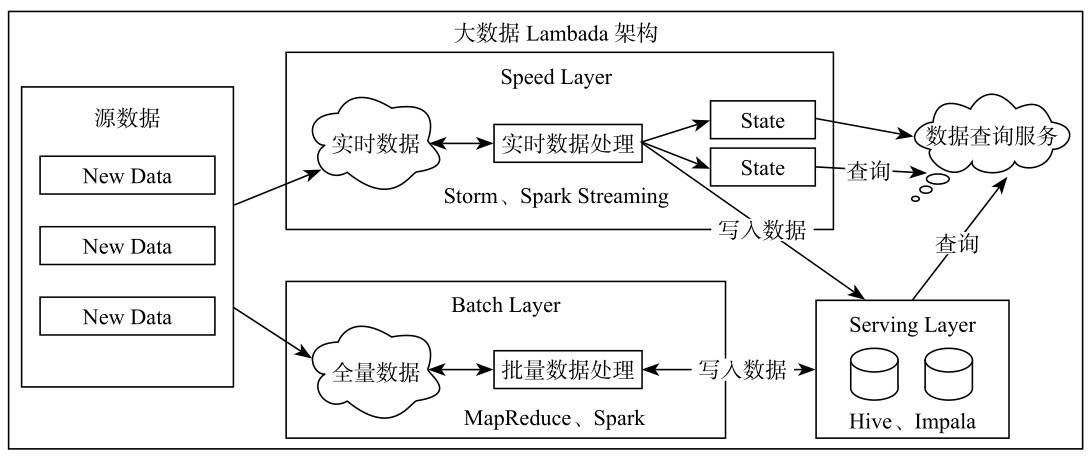 大数据 Lambada 架构
源数据
New Data
New Data
New Data
Speed Layer
实时数据
实时数据处理
State
State
Storm、Spark Streaming
查询
数据查询服务
写入数据
查询
Batch Layer
全量数据
批量数据处理
写入数据
MapReduce、Spark
Serving Layer
Hive、Impala